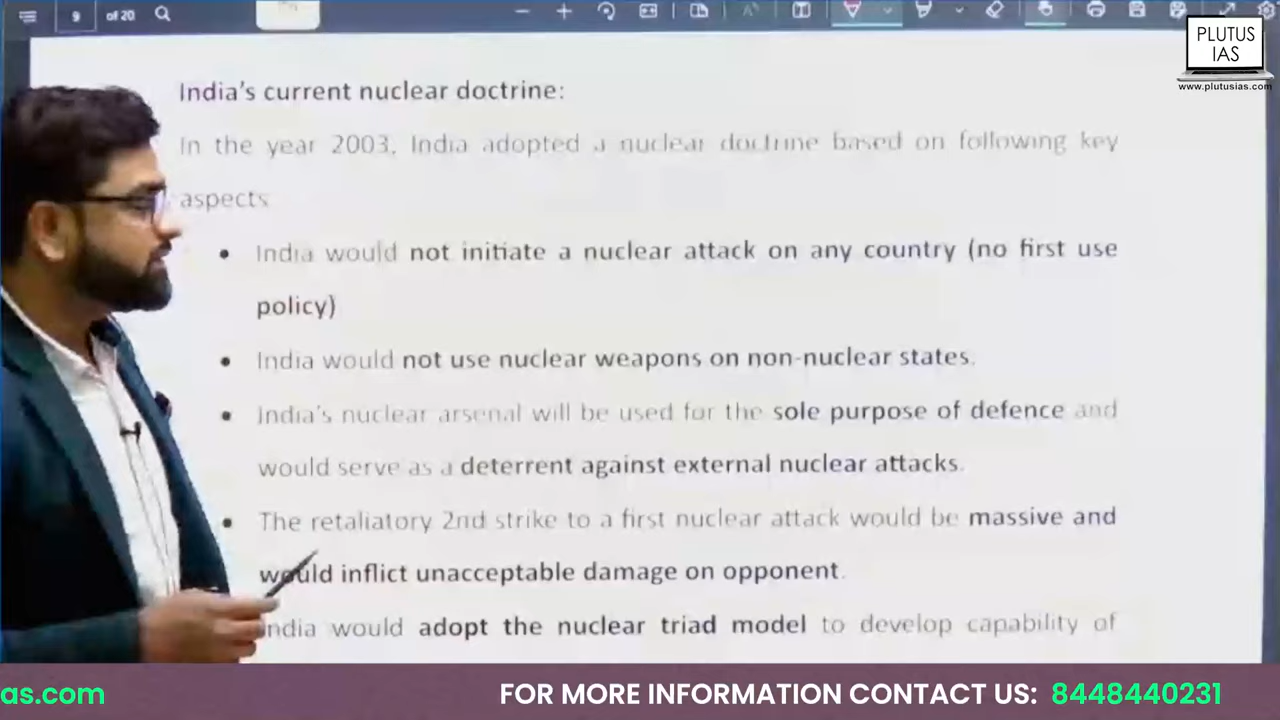 9 of 20
PLUTUS
IAS
www.plutusias.com
India's current nuclear doctrine:
In the year 2003, India adopted a nuclear doctrine based on following key
aspects
• India would not initiate a nuclear attack on any country (no first use
policy)
• India would not use nuclear weapons on non-nuclear states.
• India's nuclear arsenal will be used for the sole purpose of defence and
would serve as a deterrent against external nuclear attacks.
• The retaliatory 2nd strike to a first nuclear attack would be massive and
would inflict unacceptable damage on opponent.
India would adopt the nuclear triad model to develop capability of
as.com
FOR MORE INFORMATION CONTACT US: 8448440231